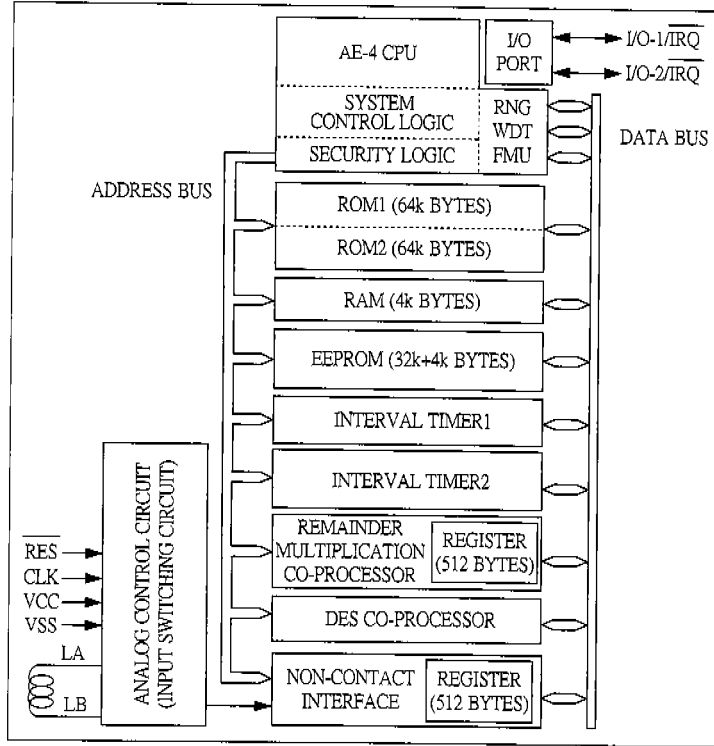 AE-4 CPU
I/O
PORT
I/O-1/IRQ
I/O-2/IRQ
SYSTEM
CONTROL LOGIC
RNG
WDT
FMU
DATA BUS
SECURITY LOGIC
ADDRESS BUS
ROM1 (64k BYTES)
ROM2 (64k BYTES)
RAM (4k BYTES)
EEPROM (32k+4k BYTES)
INTERVAL TIMER1
INTERVAL TIMER2
REMAINDER
MULTIPLICATION
CO-PROCESSOR
REGISTER
(512 BYTES)
DES CO-PROCESSOR
NON-CONTACT
INTERFACE
REGISTER
(512 BYTES)
ANALOG CONTROL CIRCUIT
(INPUT SWITCHING CIRCUIT)
RES
CLK
VCC
VSS
LA
LB